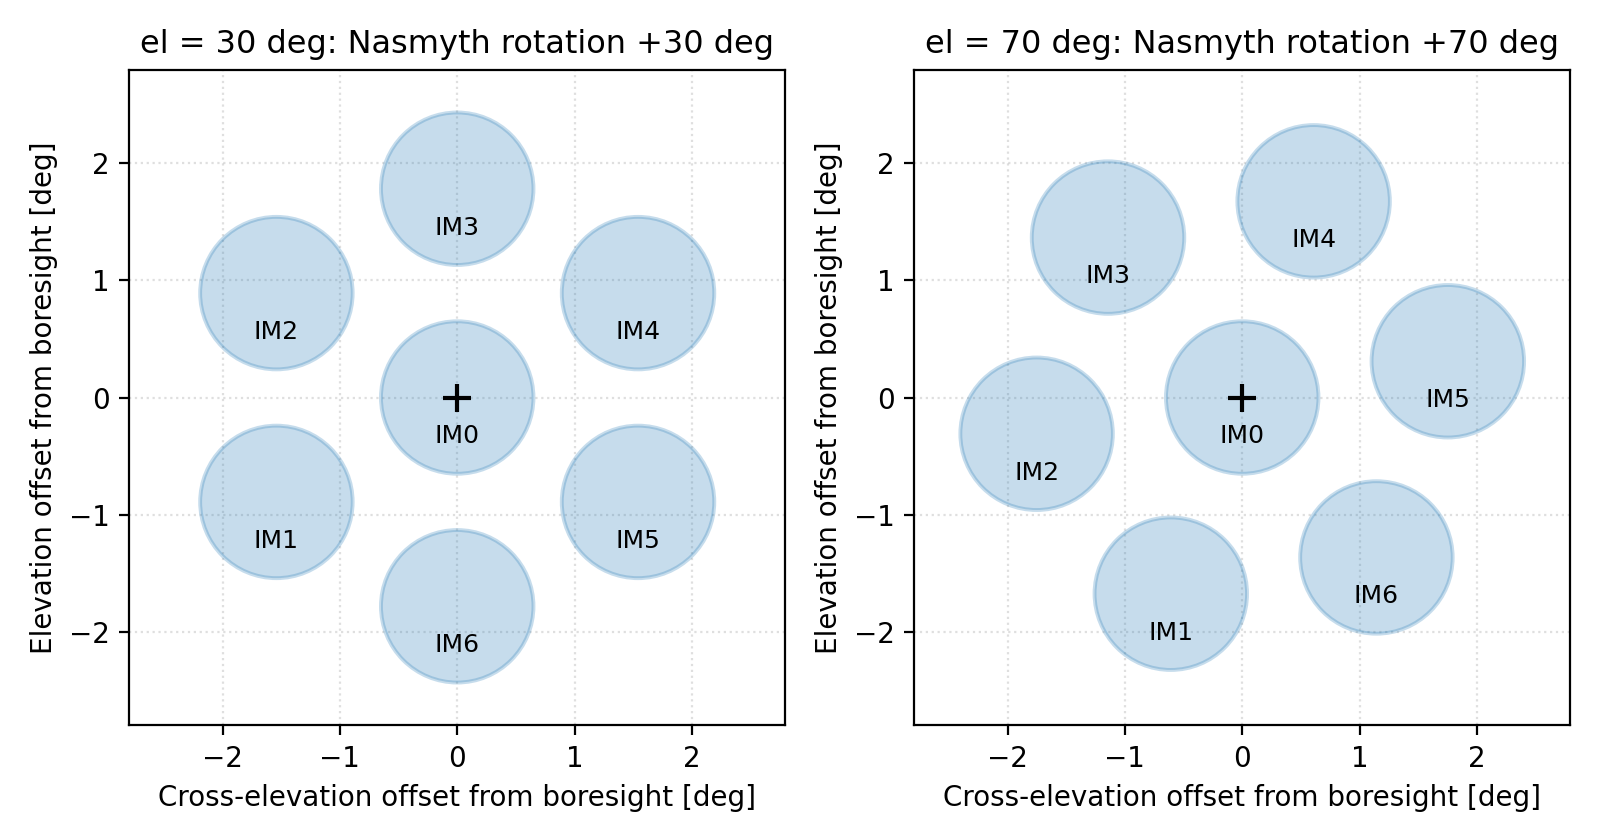 el = 30 deg: Nasmyth rotation +30 deg
Elevation offset from boresight [deg]
2
1
0
−1
−2
IM3
IM2
IM4
IM0
IM1
IM5
IM6
−2
−1
0
1
2
Cross-elevation offset from boresight [deg]
el = 70 deg: Nasmyth rotation +70 deg
Elevation offset from boresight [deg]
2
1
0
−1
−2
IM4
IM3
IM5
IM0
IM2
IM6
IM1
−2
−1
0
1
2
Cross-elevation offset from boresight [deg]